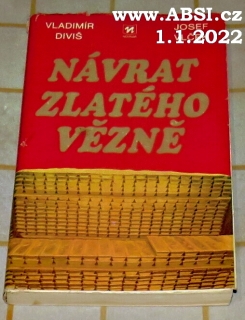 www.ABSI.cz
1.1.2022
VLADIMÍR
DIVIŠ
JOSEF
NÁVRAT
ZLATÉHO
VĚZNĚ